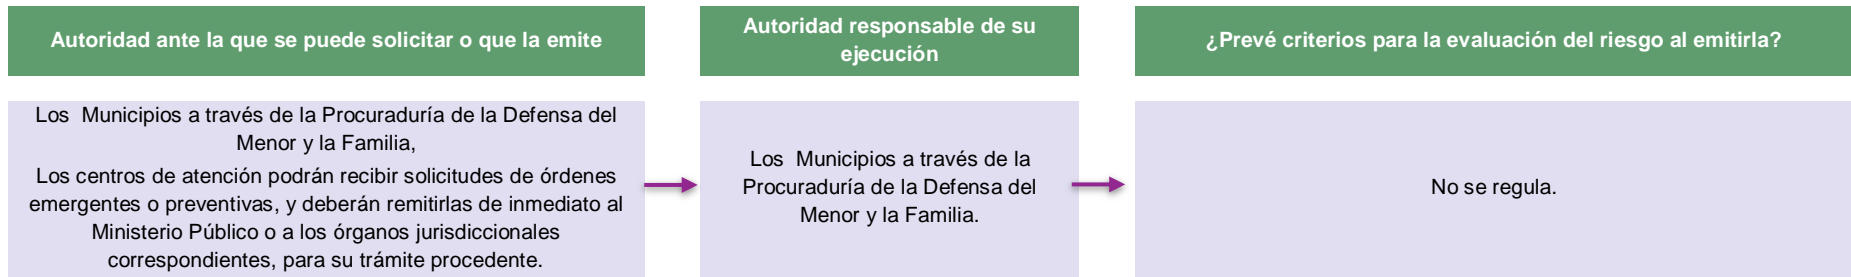 Autoridad ante la que se puede solicitar o que la emite
Autoridad responsable de su
ejecución
¿Prevé criterios para la evaluación del riesgo al emitirla?
Los  Municipios a través de la Procuraduría de la Defensa del
Menor y la Familia,
Los centros de atención podrán recibir solicitudes de órdenes
emergentes o preventivas, y deberán remitirlas de inmediato al
Ministerio Público o a los órganos jurisdiccionales
correspondientes, para su trámite procedente.
Los  Municipios a través de la
Procuraduría de la Defensa del
Menor y la Familia.
No se regula.